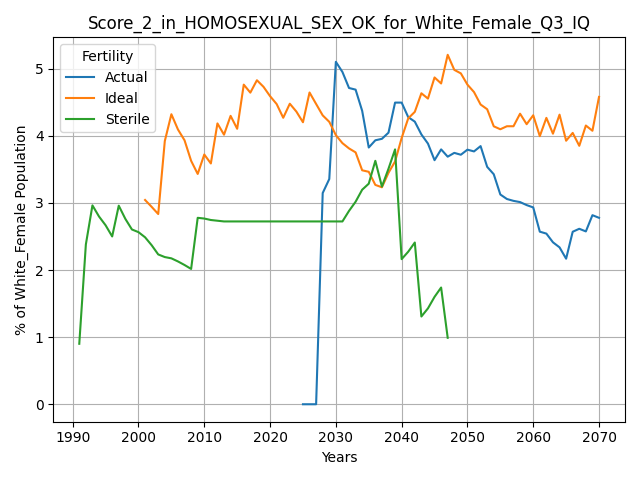 Score_2_in_HOMOSEXUAL_SEX_OK_for_White_Female_Q3_IQ
Fertility
Actual
Ideal
Sterile
% of White_Female Population
5
4
3
2
1
0
1990 2000 2010 2020 2030 2040 2050 2060 2070
Years